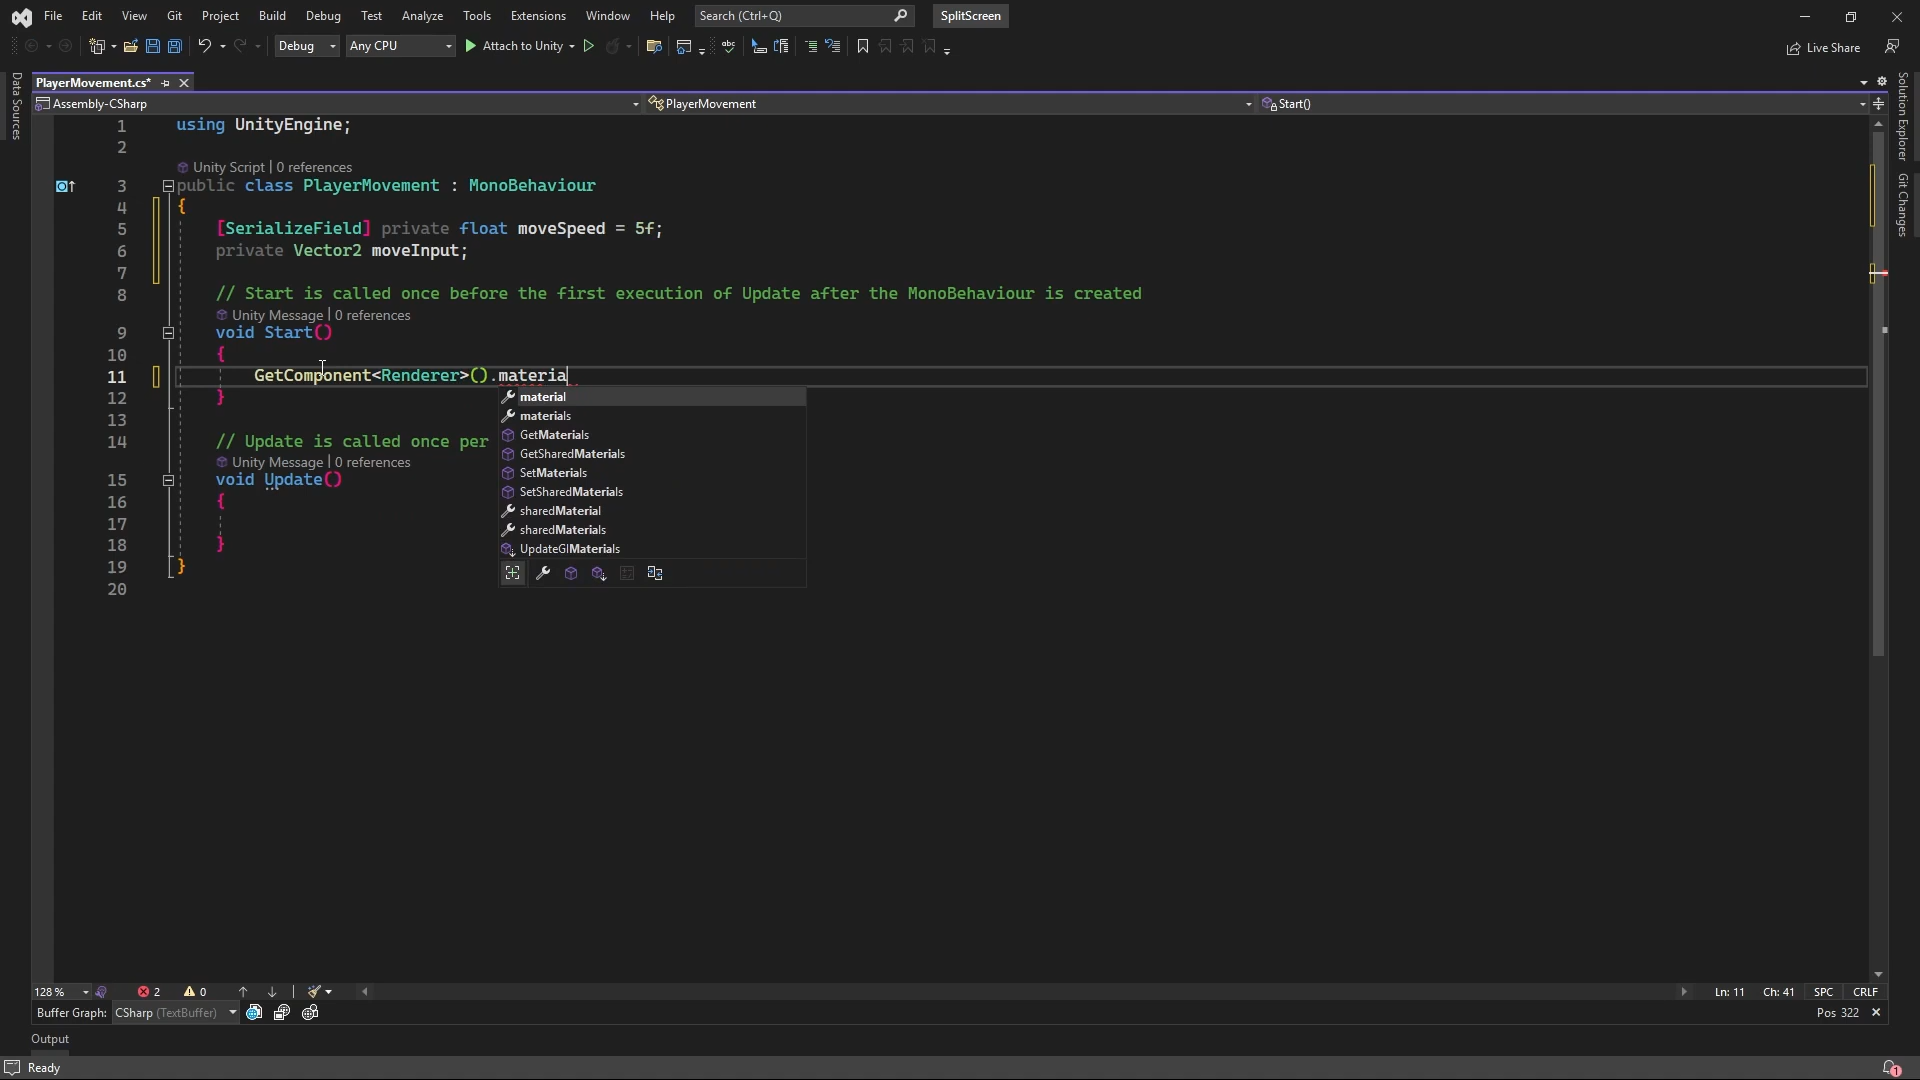 File Edit View Git Project Build Debug Test Analyze Tools Extensions Window Help Search (Ctrl+Q) SplitScreen
Debug Any CPU Attach to Unity Live Share
Data Sources
PlayerMovement.cs*
Solution Explorer
Git Changes
Assembly-CSharp PlayerMovement Start()
1 using UnityEngine;
2
Unity Script | 0 references
3 public class PlayerMovement : MonoBehaviour
4 {
5 [SerializeField] private float moveSpeed = 5f;
6 private Vector2 moveInput;
7
8 // Start is called once before the first execution of Update after the MonoBehaviour is created
Unity Message | 0 references
9 void Start()
10 {
11 GetComponent<Renderer>().materia
12 }
13
14 // Update is called once per
Unity Message | 0 references
15 void Update()
16 {
17
18 }
19 }
20
material
materials
GetMaterials
GetSharedMaterials
SetMaterials
SetSharedMaterials
sharedMaterial
sharedMaterials
UpdateGIMaterials
128 % 2 0 Ln: 11 Ch: 41 SPC CRLF
Buffer Graph: CSharp (TextBuffer) Pos 322
Output
Ready 1